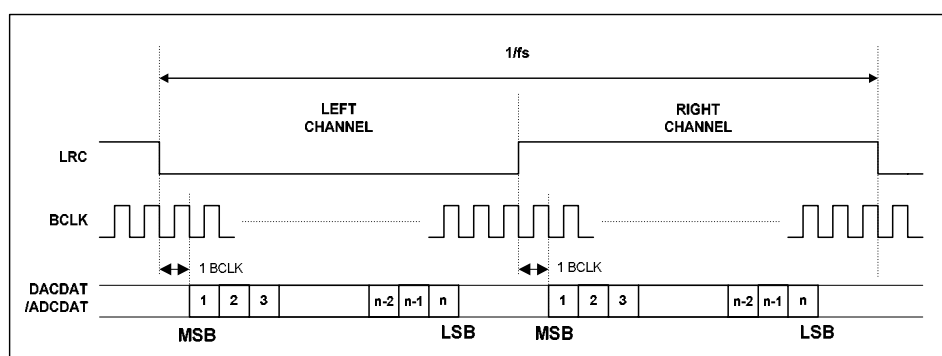 1/fs
LEFT
CHANNEL
RIGHT
CHANNEL
LRC
BCLK
1 BCLK
1 BCLK
DACDAT
/ADCDAT
1 2 3 n-2 n-1 n 1 2 3 n-2 n-1 n
MSB LSB MSB LSB